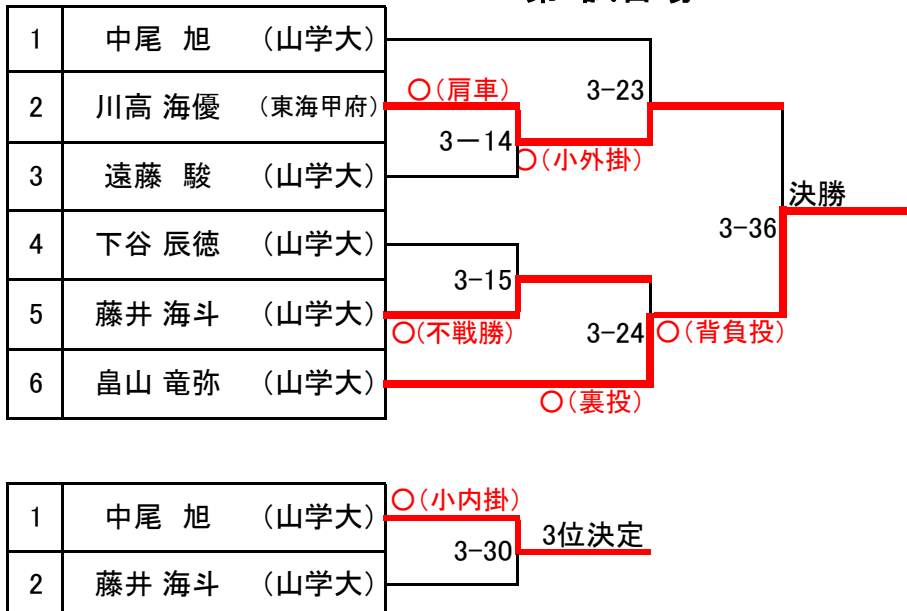 1 中尾 旭 (山学大)
2 川高 海優 (東海甲府) ○(肩車) 3-23
3-14 ○(小外掛)
3 遠藤 駿 (山学大)
決勝
4 下谷 辰徳 (山学大) 3-36
3-15
5 藤井 海斗 (山学大) ○(不戦勝) 3-24 ○(背負投)
6 畠山 竜弥 (山学大) ○(裏投)
1 中尾 旭 (山学大) ○(小内掛)
3-30 3位決定
2 藤井 海斗 (山学大)